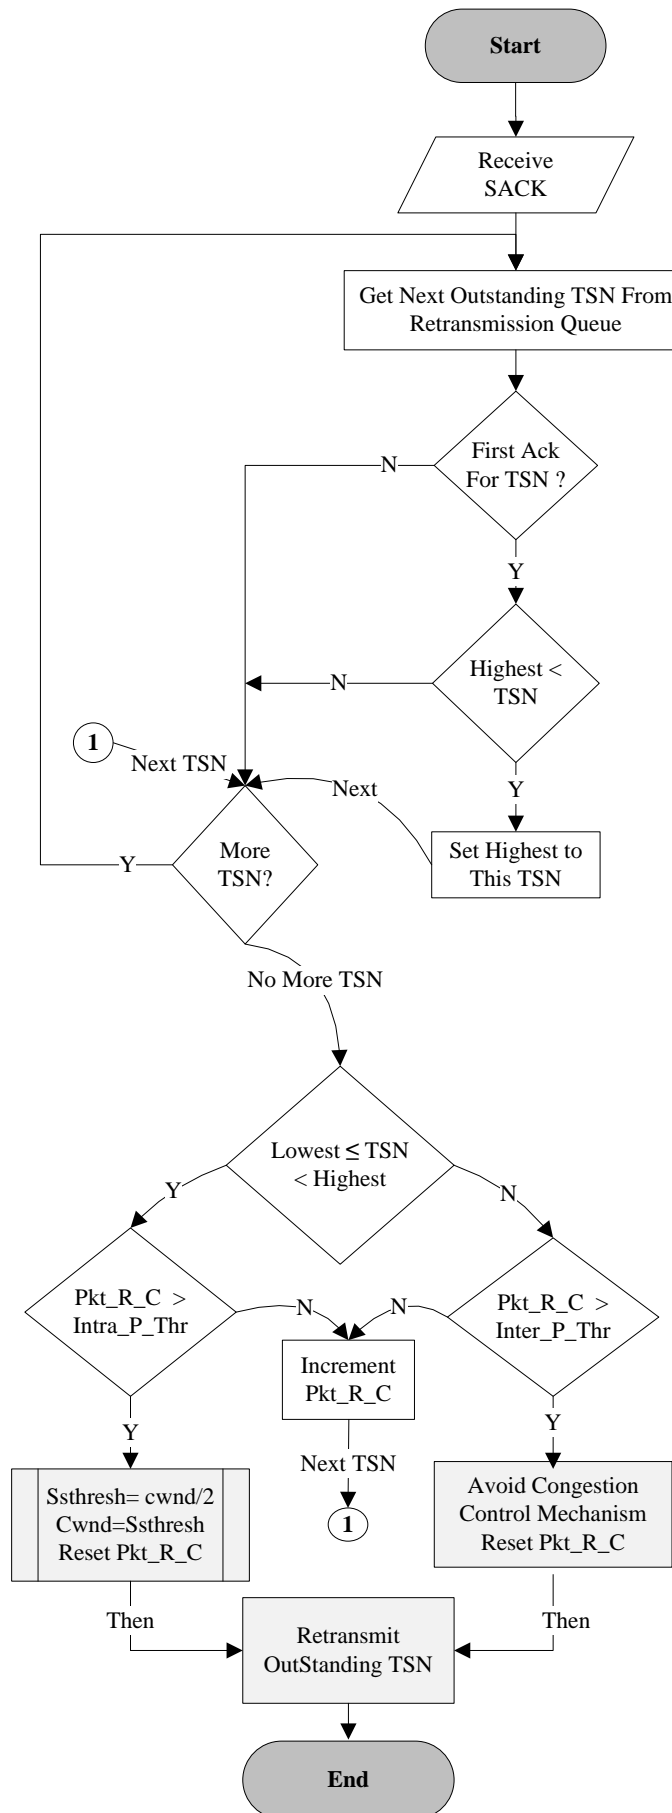 Start
Receive
SACK
Get Next Outstanding TSN From
Retransmission Queue
First Ack
For TSN ?
N
Y
Highest <
TSN
N
1
Next TSN
Next
Y
More
TSN?
Y
Set Highest to
This TSN
No More TSN
Lowest ≤ TSN
< Highest
Y
N
Pkt_R_C >
Intra_P_Thr
N
N
Pkt_R_C >
Inter_P_Thr
Increment
Pkt_R_C
Y
Y
Next TSN
Ssthresh= cwnd/2
Cwnd=Ssthresh
Reset Pkt_R_C
1
Avoid Congestion
Control Mechanism
Reset Pkt_R_C
Then
Then
Retransmit
OutStanding TSN
End